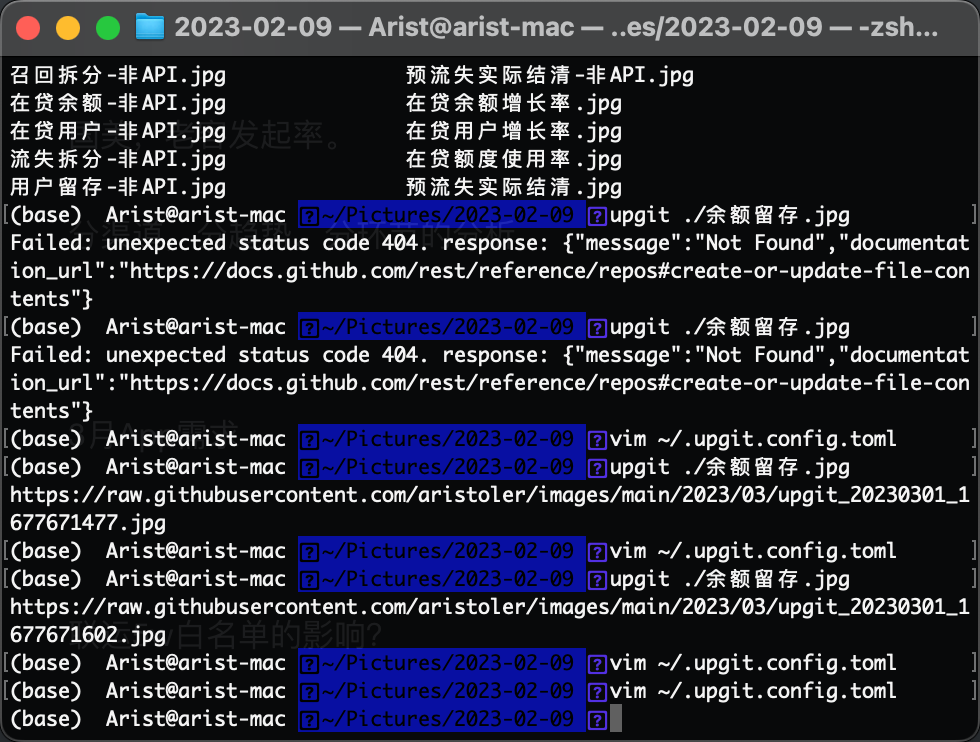 2023-02-09 — Arist@arist-mac — ..es/2023-02-09 — -zsh...
召回拆分-非API.jpg 预流失实际结清-非API.jpg
在贷余额-非API.jpg 在贷余额增长率.jpg
在贷用户-非API.jpg 在贷用户增长率.jpg
流失拆分-非API.jpg 在贷额度使用率.jpg
用户留存-非API.jpg 预流失实际结清.jpg
[(base) Arist@arist-mac ?~/Pictures/2023-02-09 ?upgit ./余额留存.jpg ]
Failed: unexpected status code 404. response: {"message":"Not Found","documentat
ion_url":"https://docs.github.com/rest/reference/repos#create-or-update-file-con
tents"}
[(base) Arist@arist-mac ?~/Pictures/2023-02-09 ?upgit ./余额留存.jpg ]
Failed: unexpected status code 404. response: {"message":"Not Found","documentat
ion_url":"https://docs.github.com/rest/reference/repos#create-or-update-file-con
tents"}
[(base) Arist@arist-mac ?~/Pictures/2023-02-09 ?vim ~/.upgit.config.toml ]
[(base) Arist@arist-mac ?~/Pictures/2023-02-09 ?upgit ./余额留存.jpg ]
https://raw.githubusercontent.com/aristoler/images/main/2023/03/upgit_20230301_1
677671477.jpg
[(base) Arist@arist-mac ?~/Pictures/2023-02-09 ?vim ~/.upgit.config.toml ]
[(base) Arist@arist-mac ?~/Pictures/2023-02-09 ?upgit ./余额留存.jpg ]
https://raw.githubusercontent.com/aristoler/images/main/2023/03/upgit_20230301_1
677671602.jpg
[(base) Arist@arist-mac ?~/Pictures/2023-02-09 ?vim ~/.upgit.config.toml ]
[(base) Arist@arist-mac ?~/Pictures/2023-02-09 ?vim ~/.upgit.config.toml ]
(base) Arist@arist-mac ?~/Pictures/2023-02-09 ?